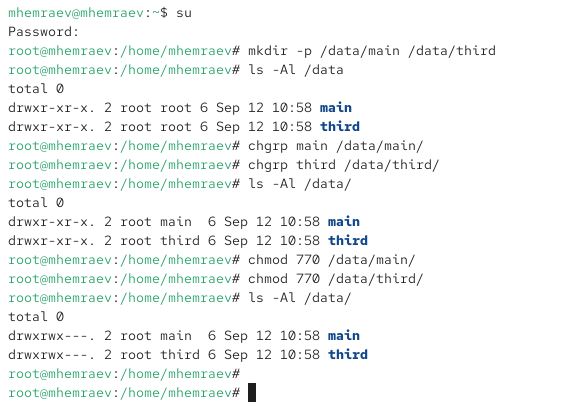 mhemraev@mhemraev:~$ su
Password:
root@mhemraev:/home/mhemraev# mkdir -p /data/main /data/third
root@mhemraev:/home/mhemraev# ls -Al /data
total 0
drwxr-xr-x. 2 root root 6 Sep 12 10:58 main
drwxr-xr-x. 2 root root 6 Sep 12 10:58 third
root@mhemraev:/home/mhemraev# chgrp main /data/main/
root@mhemraev:/home/mhemraev# chgrp third /data/third/
root@mhemraev:/home/mhemraev# ls -Al /data/
total 0
drwxr-xr-x. 2 root main  6 Sep 12 10:58 main
drwxr-xr-x. 2 root third 6 Sep 12 10:58 third
root@mhemraev:/home/mhemraev# chmod 770 /data/main/
root@mhemraev:/home/mhemraev# chmod 770 /data/third/
root@mhemraev:/home/mhemraev# ls -Al /data/
total 0
drwxrwx---. 2 root main  6 Sep 12 10:58 main
drwxrwx---. 2 root third 6 Sep 12 10:58 third
root@mhemraev:/home/mhemraev#
root@mhemraev:/home/mhemraev#